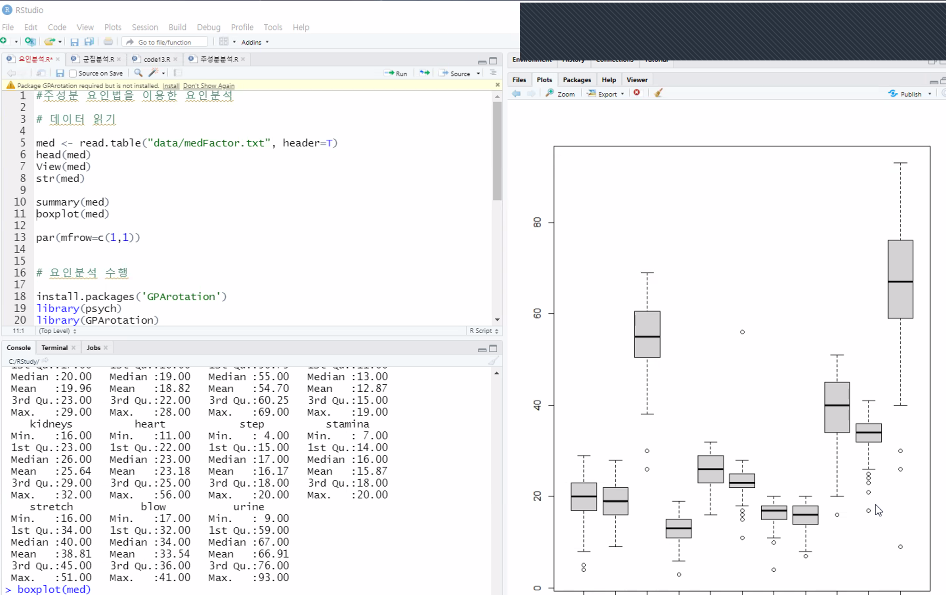 RStudio
File Edit Code View Plots Session Build Debug Profile Tools Help
Go to file/function Addins
요인분석.R* 군집분석.R code13.R 주성분분석.R
Source on Save Run Source
Package GPArotation required but is not installed. Install Don't Show Again
1 #주성분 요인법을 이용한 요인분석
2
3 # 데이터 읽기
4
5 med <- read.table("data/medFactor.txt", header=T)
6 head(med)
7 View(med)
8 str(med)
9
10 summary(med)
11 boxplot(med)
12
13 par(mfrow=c(1,1))
14
15
16 # 요인분석 수행
17
18 install.packages('GPArotation')
19 library(psych)
20 library(GPArotation)
11:1 (Top Level) R Script
Console Terminal Jobs
C:/RStudy/
Median :20.00 Median :19.00 Median :55.00 Median :13.00
Mean :19.96 Mean :18.82 Mean :54.70 Mean :12.87
3rd Qu.:23.00 3rd Qu.:22.00 3rd Qu.:60.25 3rd Qu.:15.00
Max. :29.00 Max. :28.00 Max. :69.00 Max. :19.00
kidneys heart step stamina
Min. :16.00 Min. :11.00 Min. : 4.00 Min. : 7.00
1st Qu.:23.00 1st Qu.:22.00 1st Qu.:15.00 1st Qu.:14.00
Median :26.00 Median :23.00 Median :17.00 Median :16.00
Mean :25.64 Mean :23.18 Mean :16.17 Mean :15.87
3rd Qu.:29.00 3rd Qu.:25.00 3rd Qu.:18.00 3rd Qu.:18.00
Max. :32.00 Max. :56.00 Max. :20.00 Max. :20.00
stretch blow urine
Min. :16.00 Min. :17.00 Min. : 9.00
1st Qu.:34.00 1st Qu.:32.00 1st Qu.:59.00
Median :40.00 Median :34.00 Median :67.00
Mean :38.81 Mean :33.54 Mean :66.91
3rd Qu.:45.00 3rd Qu.:36.00 3rd Qu.:76.00
Max. :51.00 Max. :41.00 Max. :93.00
> boxplot(med)
Files Plots Packages Help Viewer
Zoom Export Publish
80
60
40
20
0